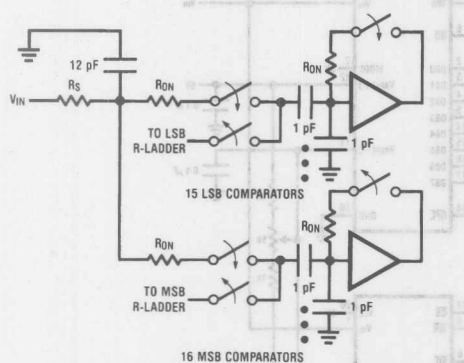 12 pF
RS
RON
VIN
TO LSB
R-LADDER
1 pF
RON
1 pF
15 LSB COMPARATORS
RON
TO MSB
R-LADDER
1 pF
RON
1 pF
16 MSB COMPARATORS